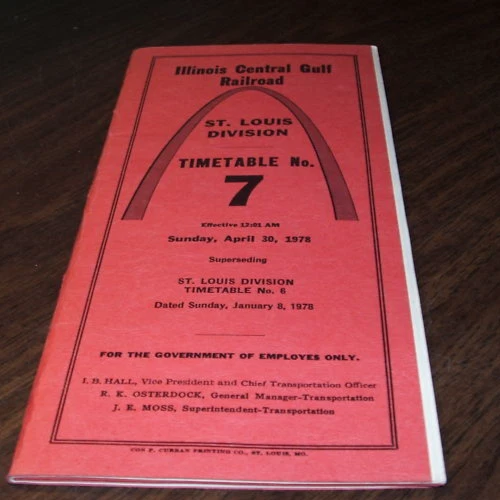 Illinois Central Gulf
Railroad
ST. LOUIS
DIVISION
TIMETABLE No.
7
Effective 12:01 AM
Sunday, April 30, 1978
Superseding
ST. LOUIS DIVISION
TIMETABLE No. 6
Dated Sunday, January 8, 1978
FOR THE GOVERNMENT OF EMPLOYES ONLY.
I. B. HALL, Vice President and Chief Transportation Officer
R. K. OSTERDOCK, General Manager-Transportation
J. E. MOSS, Superintendent-Transportation
CON P. CURRAN PRINTING CO., ST. LOUIS, MO.